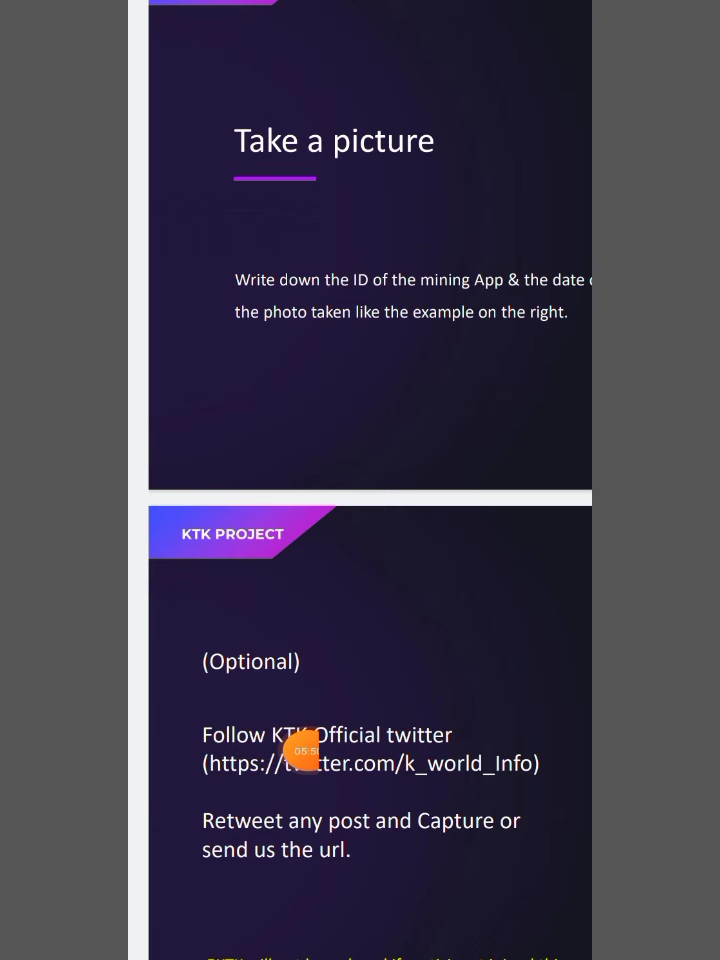 Take a picture
Write down the ID of the mining App & the date
the photo taken like the example on the right.
KTK PROJECT
(Optional)
Follow KTK Official twitter
(https://twitter.com/k_world_Info)
Retweet any post and Capture or
send us the url.